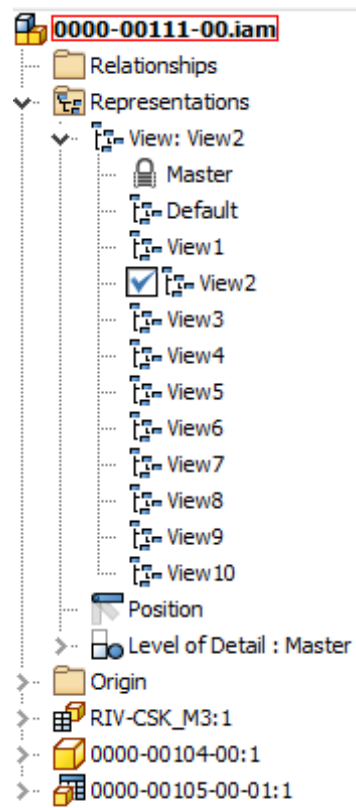 0000-00111-00.iam
Relationships
Representations
View: View2
Master
Default
View1
View2
View3
View4
View5
View6
View7
View8
View9
View10
Position
Level of Detail : Master
Origin
RIV-CSK_M3:1
0000-00104-00:1
0000-00105-00-01:1